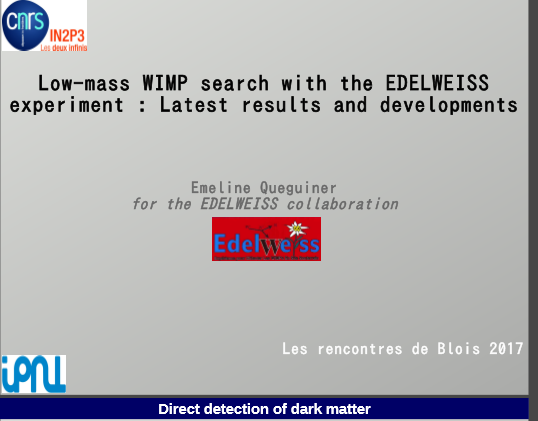 cnrs
IN2P3
Les deux infinis
Low-mass WIMP search with the EDELWEISS
experiment : Latest results and developments
Emeline Queguiner
for the EDELWEISS collaboration
Edelweiss
Les rencontres de Blois 2017
ipnl
Direct detection of dark matter